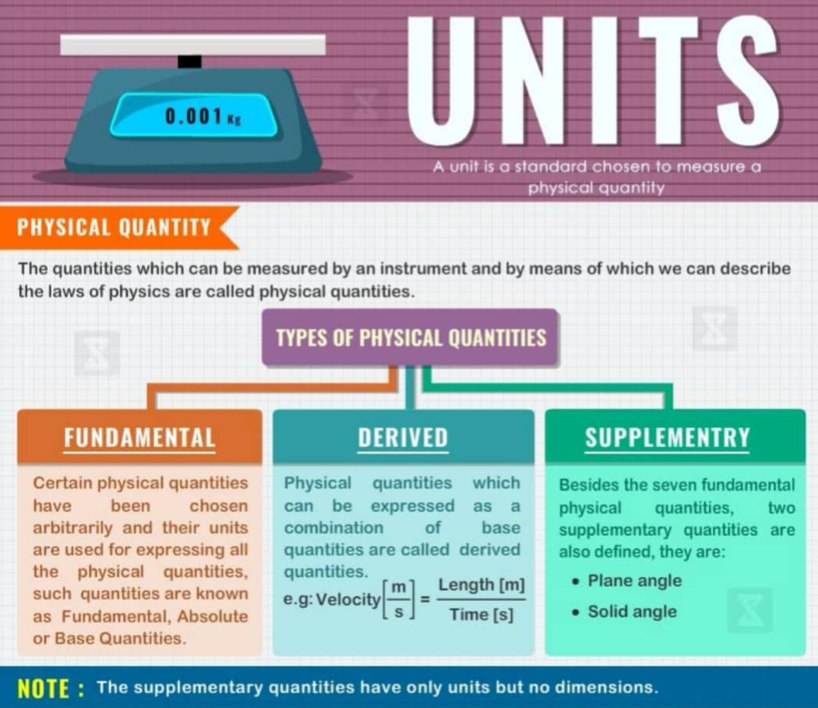 0.001 Kg
UNITS
A unit is a standard chosen to measure a
physical quantity
PHYSICAL QUANTITY
The quantities which can be measured by an instrument and by means of which we can describe
the laws of physics are called physical quantities.
TYPES OF PHYSICAL QUANTITIES
FUNDAMENTAL
Certain physical quantities
have been chosen
arbitrarily and their units
are used for expressing all
the physical quantities,
such quantities are known
as Fundamental, Absolute
or Base Quantities.
DERIVED
Physical quantities which
can be expressed as a
combination of base
quantities are called derived
quantities.
e.g: Velocity[m/s] = Length [m]/Time [s]
SUPPLEMENTRY
Besides the seven fundamental
physical quantities, two
supplementary quantities are
also defined, they are:
• Plane angle
• Solid angle
NOTE : The supplementary quantities have only units but no dimensions.